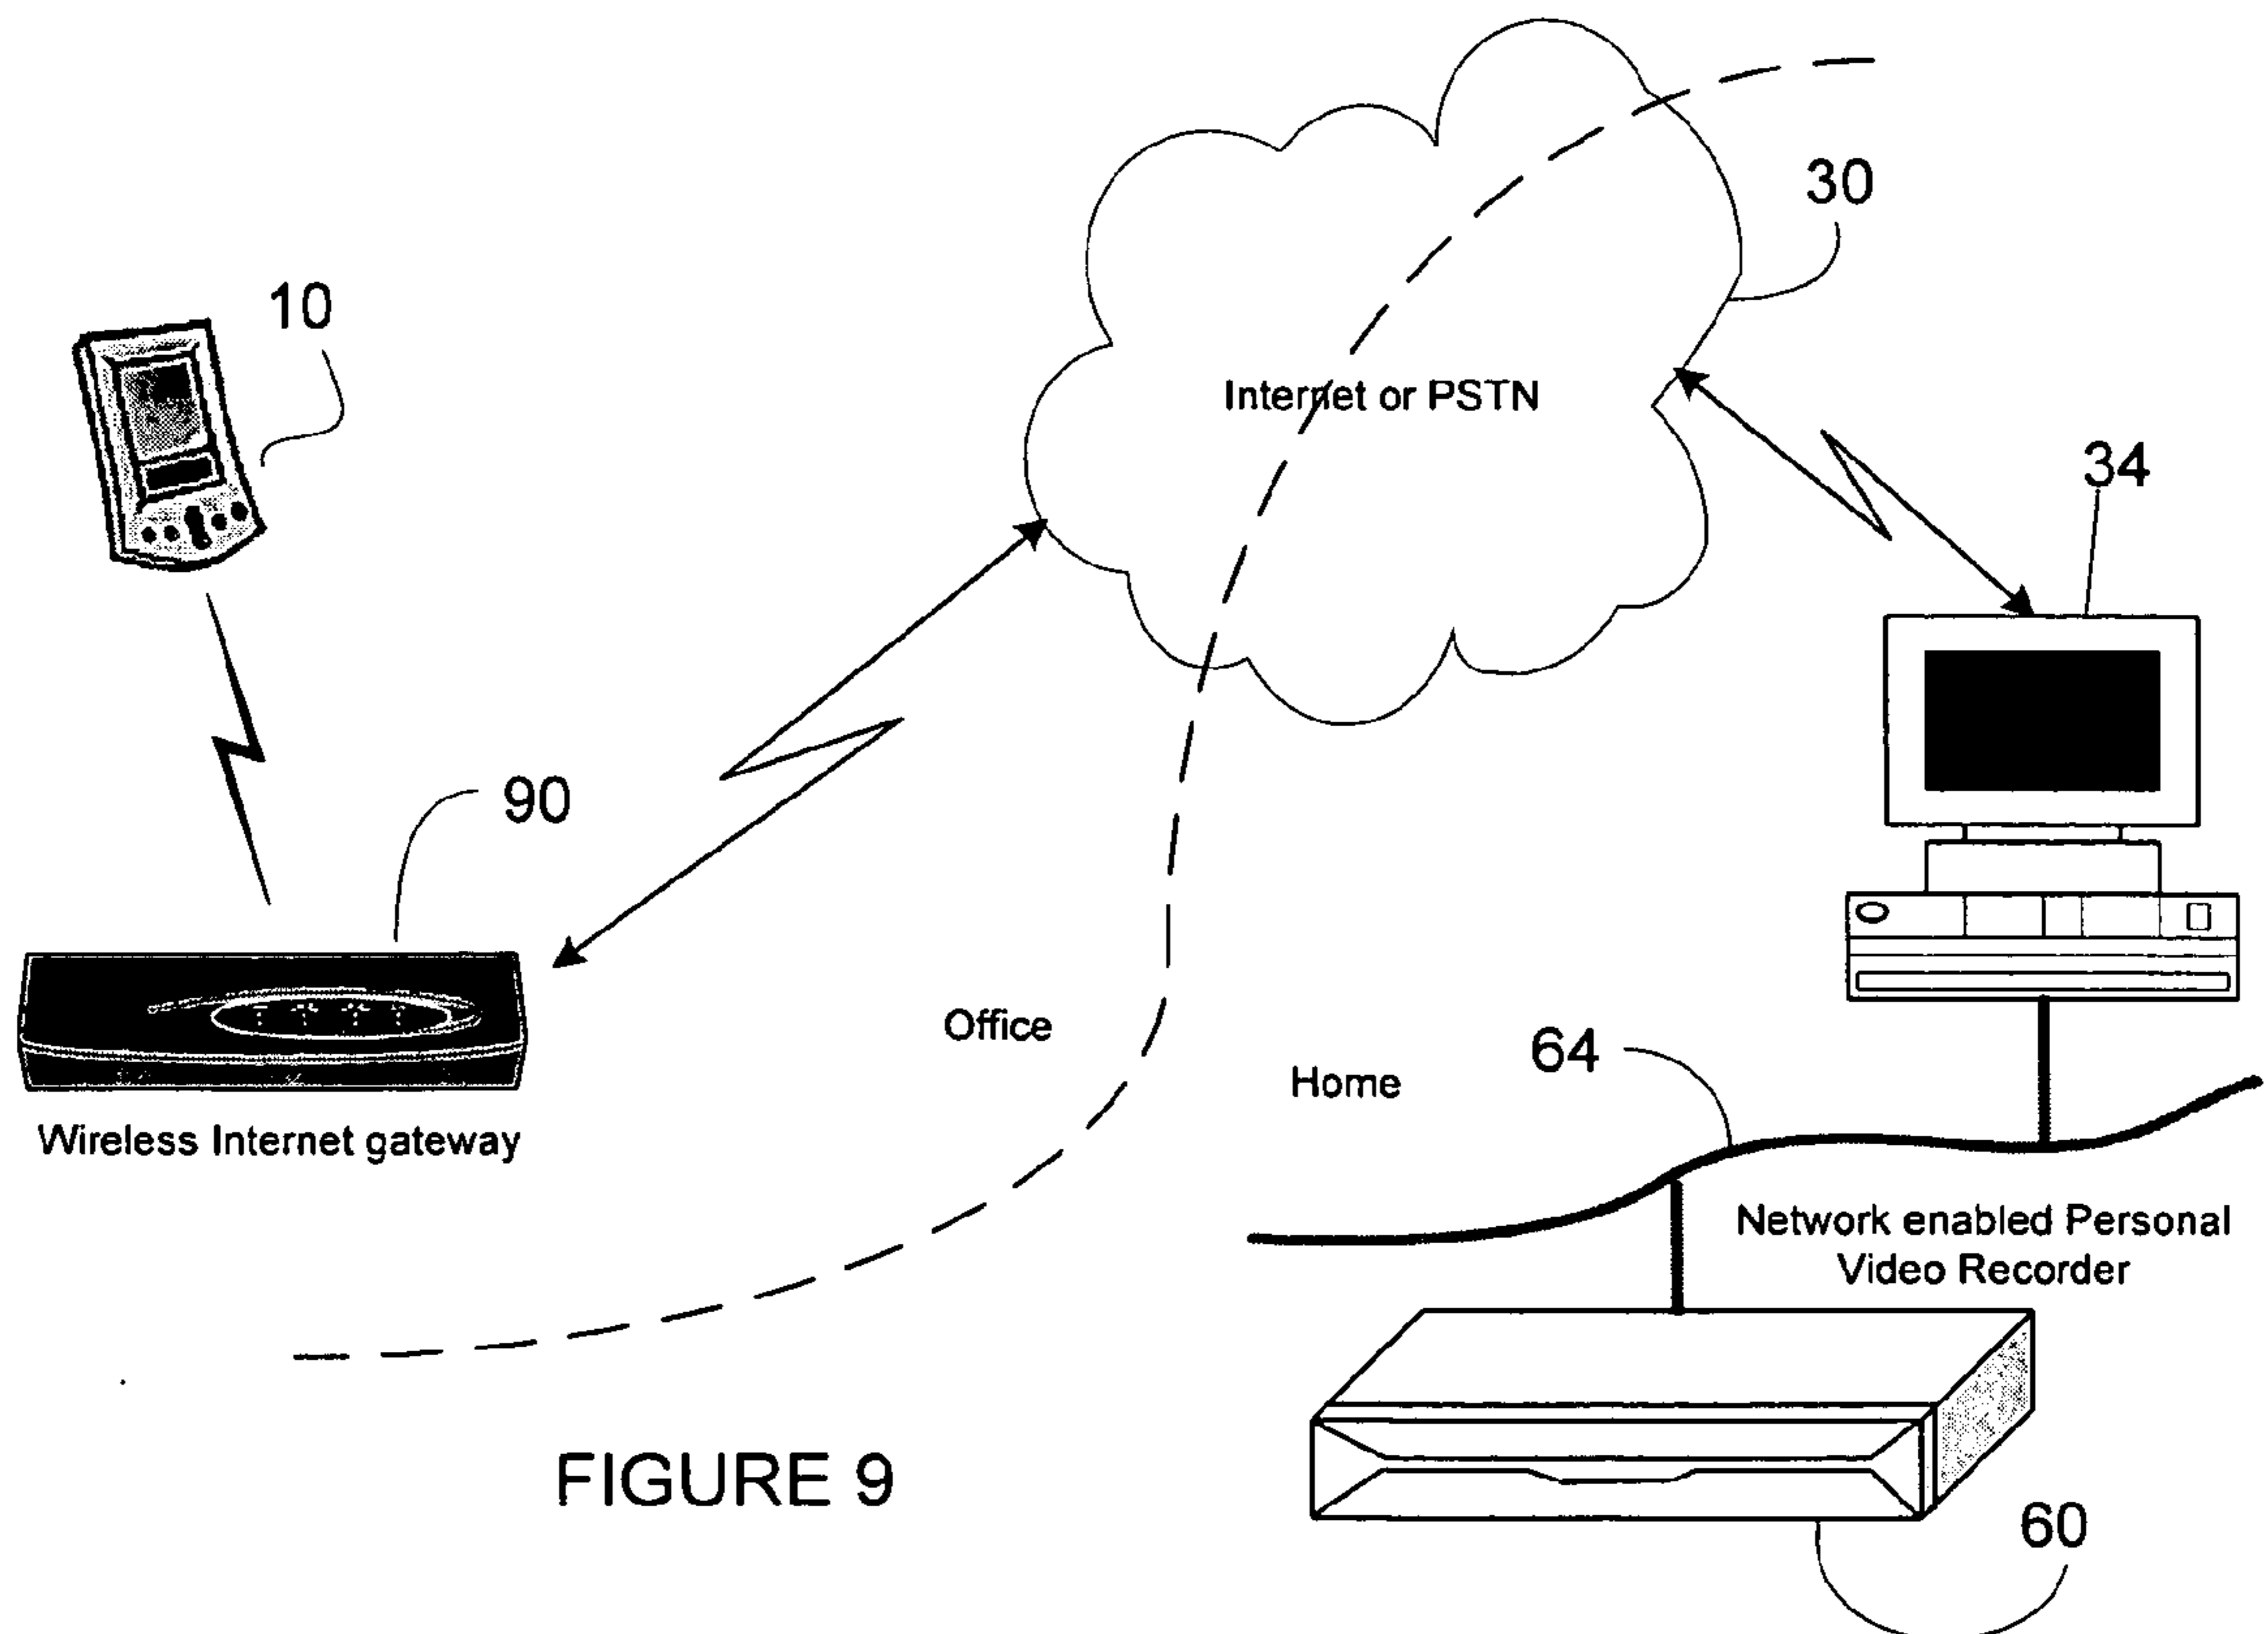 30
10
Internet or PSTN
34
90
Office
64
Home
Wireless Internet gateway
Network enabled Personal
Video Recorder
FIGURE 9
60